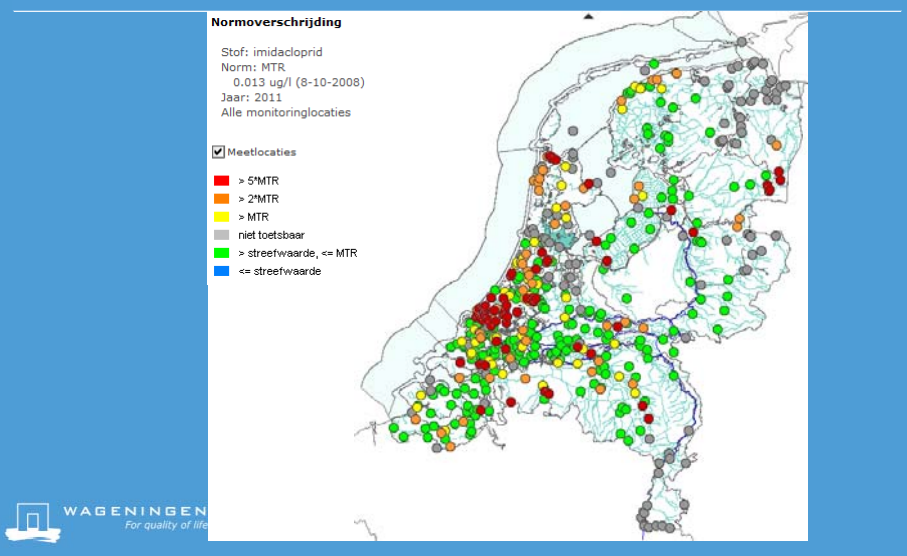 Normoverschrijding
Stof: imidacloprid
Norm: MTR
0.013 ug/l (8-10-2008)
Jaar: 2011
Alle monitoringlocaties
Meetlocaties
> 5*MTR
> 2*MTR
> MTR
niet toetsbaar
> streefwaarde, <= MTR
<= streefwaarde
WAGENINGEN
For quality of life